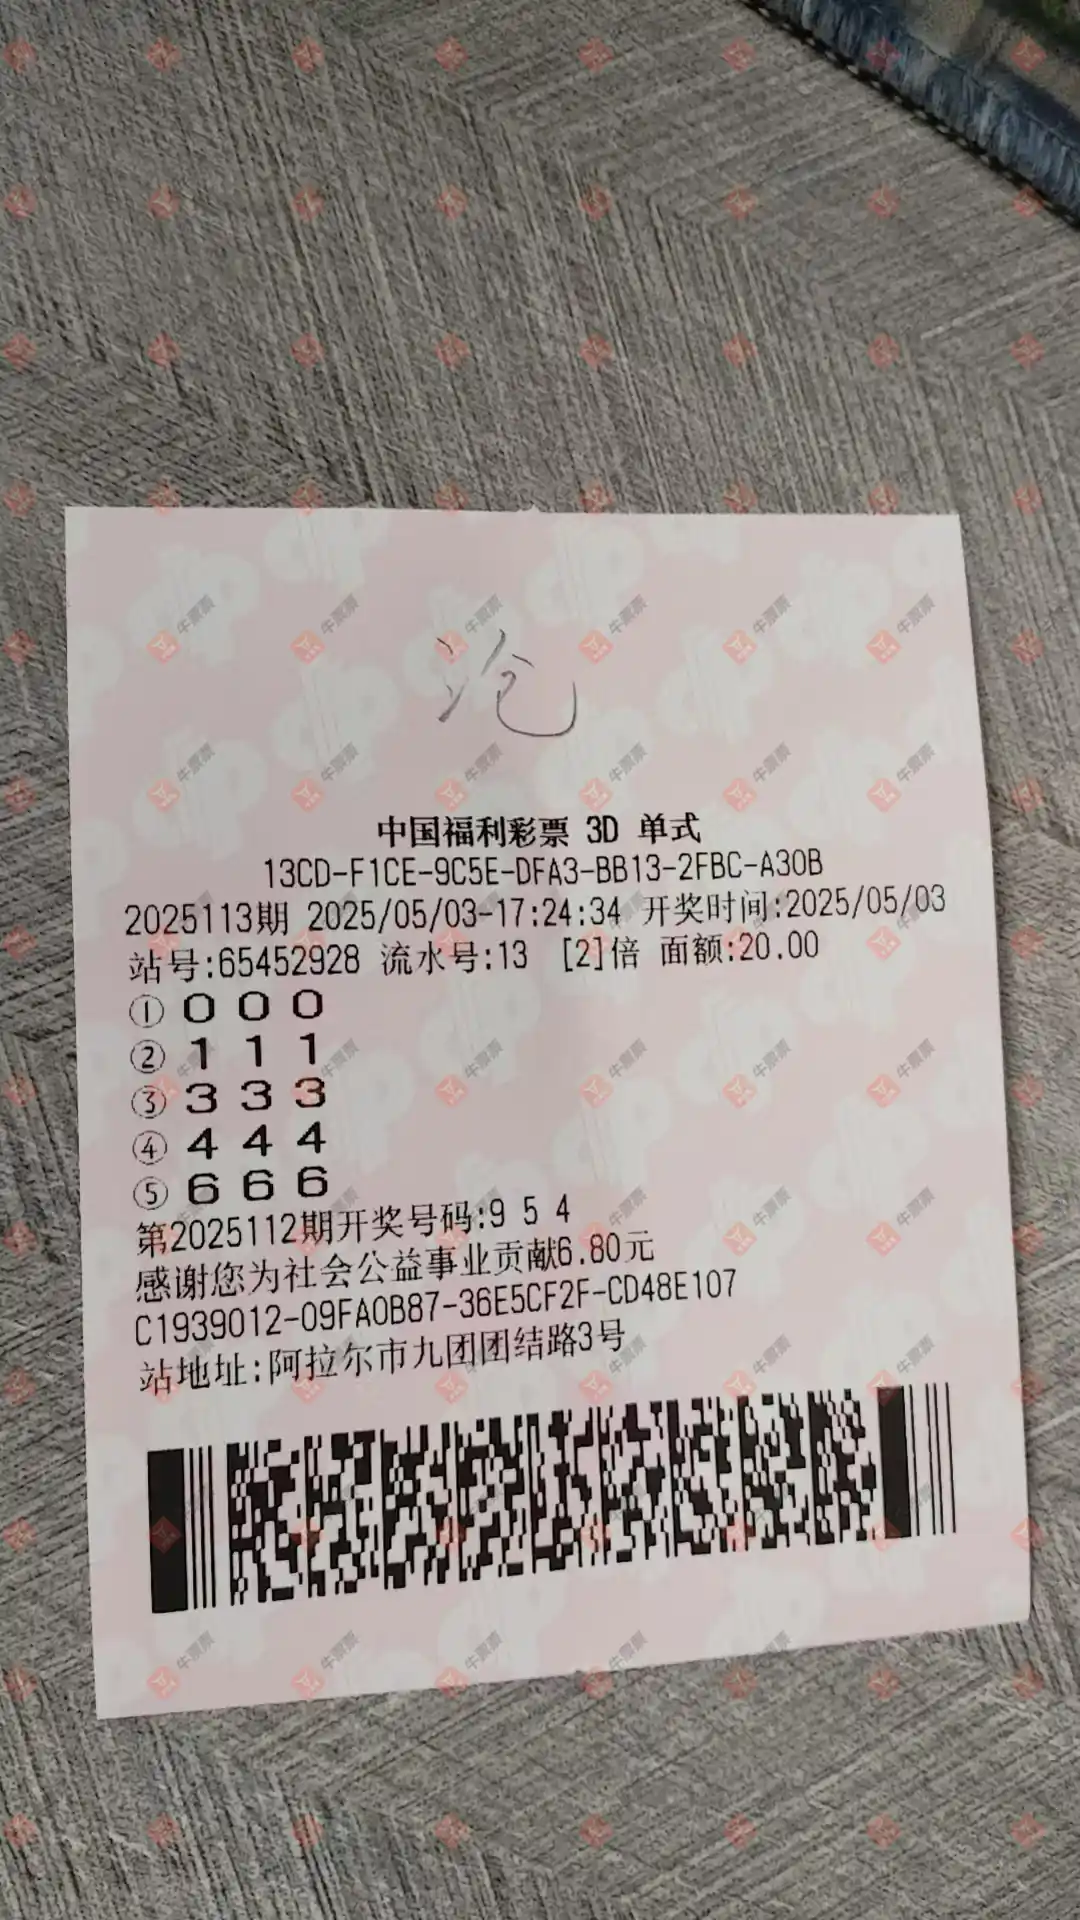 沧
中国福利彩票 3D 单式
13CD-F1CE-9C5E-DFA3-BB13-2FBC-A30B
2025113期 2025/05/03-17:24:34 开奖时间:2025/05/03
站号:65452928 流水号:13 [2]倍 面额:20.00
① 0 0 0
② 1 1 1
③ 3 3 3
④ 4 4 4
⑤ 6 6 6
第2025112期开奖号码:9 5 4
感谢您为社会公益事业贡献6.80元
C1939012-09FA0B87-36E5CF2F-CD48E107
站地址:阿拉尔市九团团结路3号
牛票票